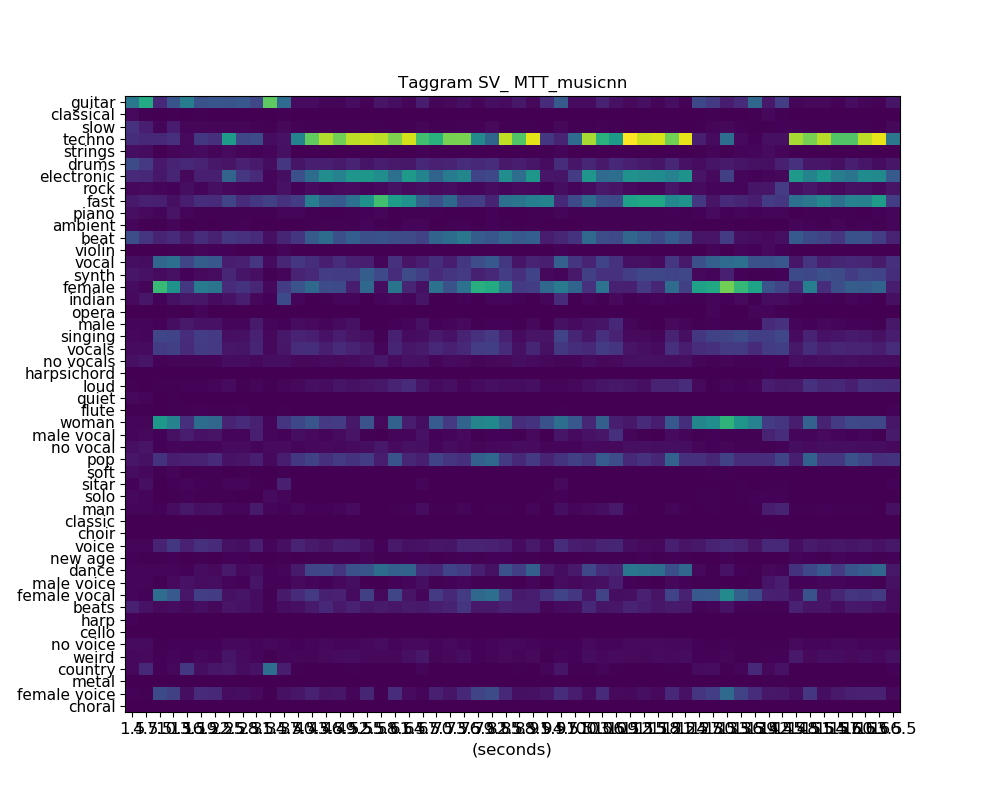 Taggram SV_ MTT_musicnn
guitar
classical
slow
techno
strings
drums
electronic
rock
fast
piano
ambient
beat
violin
vocal
synth
female
indian
opera
male
singing
vocals
no vocals
harpsichord
loud
quiet
flute
woman
male vocal
no vocal
pop
soft
sitar
solo
man
classic
choir
voice
new age
dance
male voice
female vocal
beats
harp
cello
no voice
weird
country
metal
female voice
choral
(seconds)